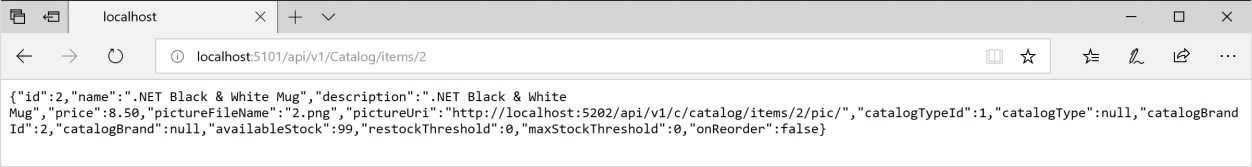 localhost
localhost:5101/api/v1/Catalog/items/2
{"id":2,"name":".NET Black & White Mug","description":".NET Black & White
Mug","price":8.50,"pictureFileName":"2.png","pictureUri":"http://localhost:5202/api/v1/c/catalog/items/2/pic/","catalogTypeId":1,"catalogType":null,"catalogBrand
Id":2,"catalogBrand":null,"availableStock":99,"restockThreshold":0,"maxStockThreshold":0,"onReorder":false}